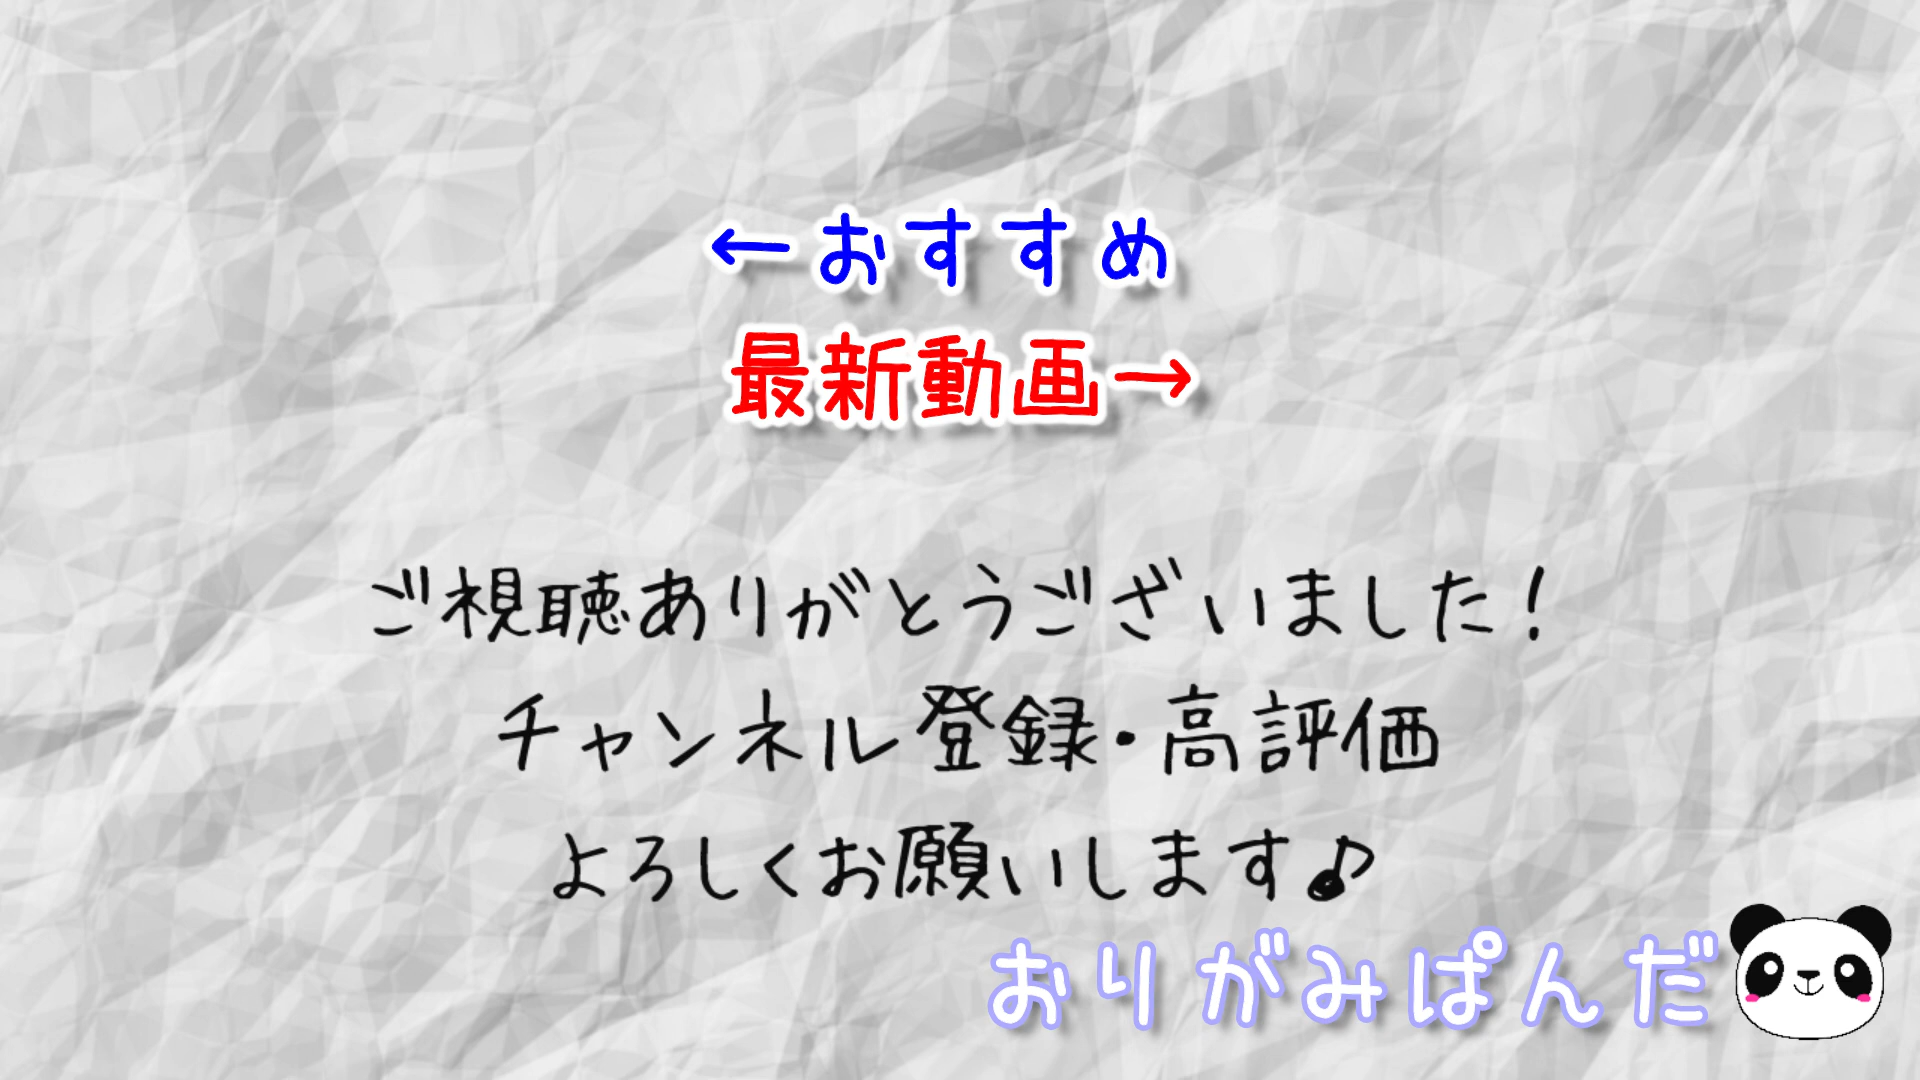 ←おすすめ
最新動画→
ご視聴ありがとうございました!
チャンネル登録・高評価
よろしくお願いします♪
おりがみぱんだ